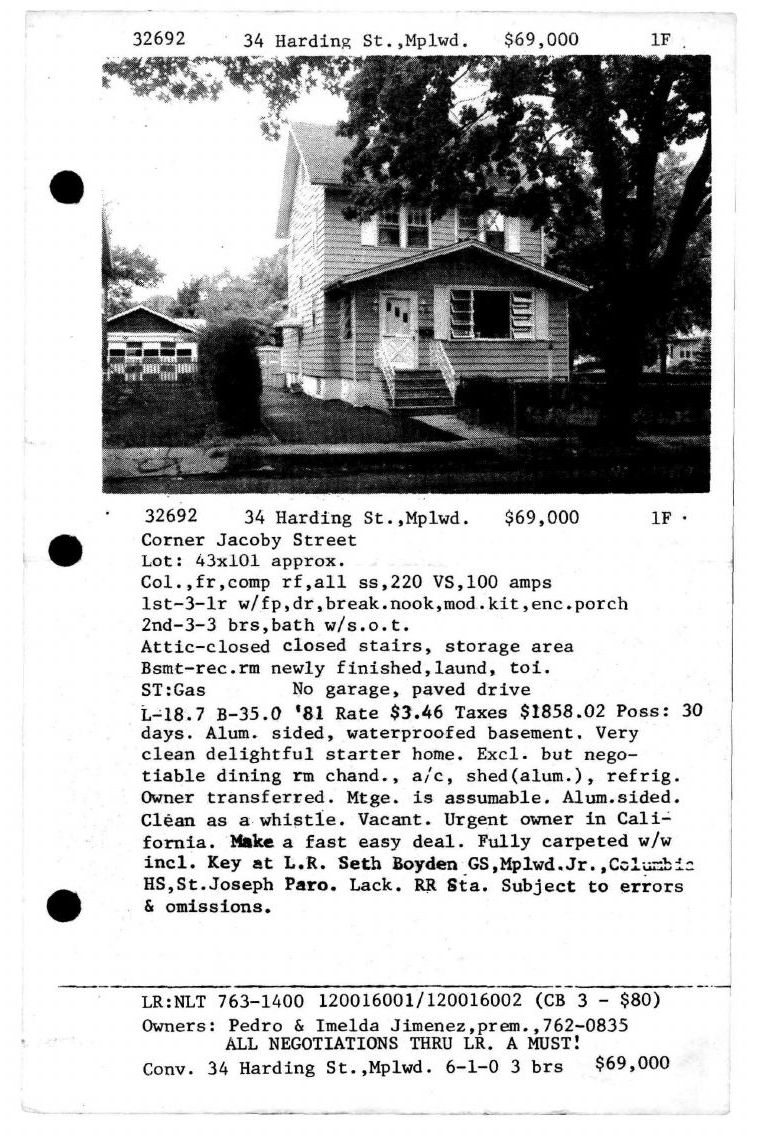 32692 34 Harding St.,Mplwd. $69,000 1F
32692 34 Harding St.,Mplwd. $69,000 1F
Corner Jacoby Street
Lot: 43x101 approx.
Col.,fr,comp rf,all ss,220 VS,100 amps
1st-3-lr w/fp,dr,break.nook,mod.kit,enc.porch
2nd-3-3 brs,bath w/s.o.t.
Attic-closed closed stairs, storage area
Bsmt-rec.rm newly finished,laund, toi.
ST:Gas No garage, paved drive
L-18.7 B-35.0 '81 Rate $3.46 Taxes $1858.02 Poss: 30
days. Alum. sided, waterproofed basement. Very
clean delightful starter home. Excl. but nego-
tiable dining rm chand., a/c, shed(alum.), refrig.
Owner transferred. Mtge. is assumable. Alum.sided.
Clean as a whistle. Vacant. Urgent owner in Cali-
fornia. Make a fast easy deal. Fully carpeted w/w
incl. Key at L.R. Seth Boyden GS,Mplwd.Jr.,Columbia
HS,St.Joseph Paro. Lack. RR Sta. Subject to errors
& omissions.
LR:NLT 763-1400 120016001/120016002 (CB 3 - $80)
Owners: Pedro & Imelda Jimenez,prem.,762-0835
ALL NEGOTIATIONS THRU LR. A MUST!
Conv. 34 Harding St.,Mplwd. 6-1-0 3 brs $69,000